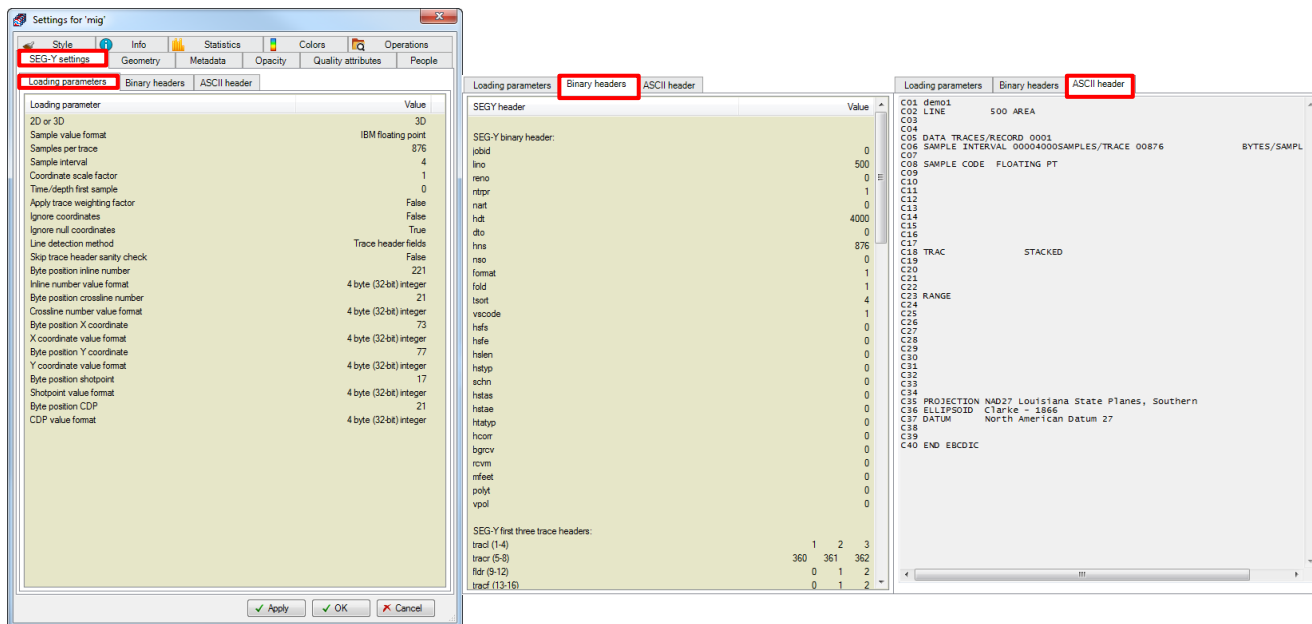 Settings for 'mig'
Style Info Statistics Colors Operations
SEG-Y settings Geometry Metadata Opacity Quality attributes People
Loading parameters Binary headers ASCII header
Loading parameter Value
2D or 3D 3D
Sample value format IBM floating point
Samples per trace 876
Sample interval 4
Coordinate scale factor 1
Time/depth first sample 0
Apply trace weighting factor False
Ignore coordinates False
Ignore null coordinates True
Line detection method Trace header fields
Skip trace header sanity check False
Byte position inline number 221
Inline number value format 4 byte (32-bit) integer
Byte position crossline number 21
Crossline number value format 4 byte (32-bit) integer
Byte position X coordinate 73
X coordinate value format 4 byte (32-bit) integer
Byte position Y coordinate 77
Y coordinate value format 4 byte (32-bit) integer
Byte position shotpoint 17
Shotpoint value format 4 byte (32-bit) integer
Byte position CDP 21
CDP value format 4 byte (32-bit) integer
Apply OK Cancel
Loading parameters Binary headers ASCII header
SEGY header Value
SEG-Y binary header:
jobid 0
lino 500
reno 0
ntrpr 1
nart 0
hdt 4000
dto 0
hns 876
nso 0
format 1
fold 1
tsort 4
vscode 1
hsfs 0
hsfe 0
hslen 0
hstyp 0
schn 0
hstas 0
hstae 0
htatyp 0
hcorr 0
bgrcv 0
rcvm 0
mfeet 0
polyt 0
vpol 0
SEG-Y first three trace headers:
tracl (1-4) 1 2 3
tracr (5-8) 360 361 362
fldr (9-12) 0 1 2
tracf (13-16) 0 1 2
Loading parameters Binary headers ASCII header
C01 demo1
C02 LINE 500 AREA
C03
C04
C05 DATA TRACES/RECORD 0001
C06 SAMPLE INTERVAL 00004000SAMPLES/TRACE 00876 BYTES/SAMPL
C07
C08 SAMPLE CODE FLOATING PT
C09
C10
C11
C12
C13
C14
C15
C16
C17
C18 TRAC STACKED
C19
C20
C21
C22
C23 RANGE
C24
C25
C26
C27
C28
C29
C30
C31
C32
C33
C34
C35 PROJECTION NAD27 Louisiana State Planes, Southern
C36 ELLIPSOID Clarke - 1866
C37 DATUM North American Datum 27
C38
C39
C40 END EBCDIC